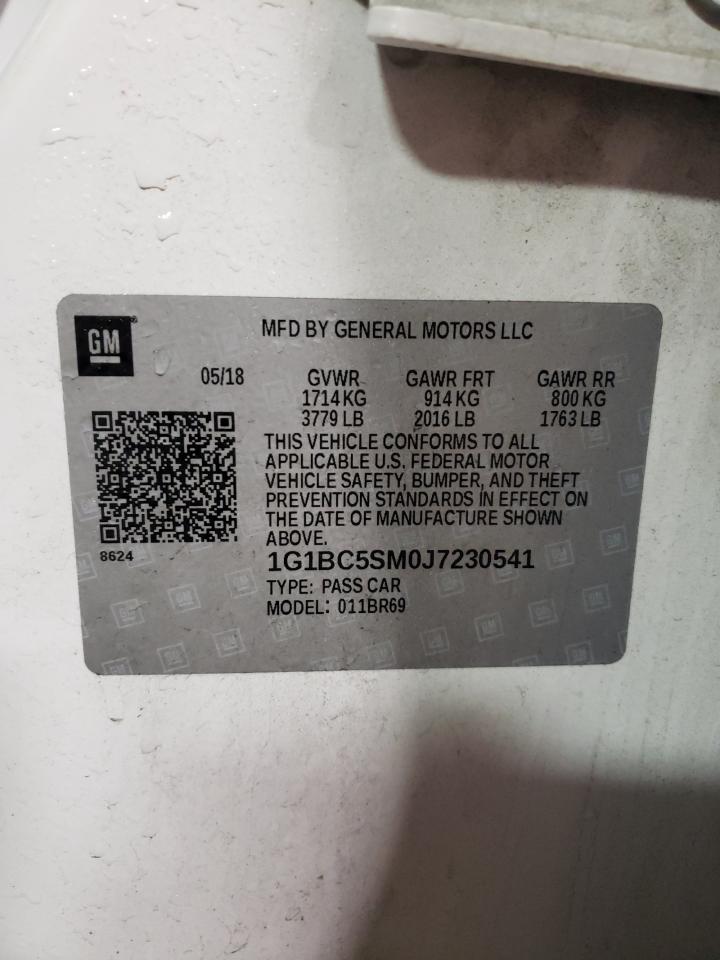 GM
MFD BY GENERAL MOTORS LLC
05/18 GVWR GAWR FRT GAWR RR
1714 KG 914 KG 800 KG
3779 LB 2016 LB 1763 LB
THIS VEHICLE CONFORMS TO ALL
APPLICABLE U.S. FEDERAL MOTOR
VEHICLE SAFETY, BUMPER, AND THEFT
PREVENTION STANDARDS IN EFFECT ON
THE DATE OF MANUFACTURE SHOWN
ABOVE.
8624
1G1BC5SM0J7230541
TYPE: PASS CAR
MODEL: 011BR69